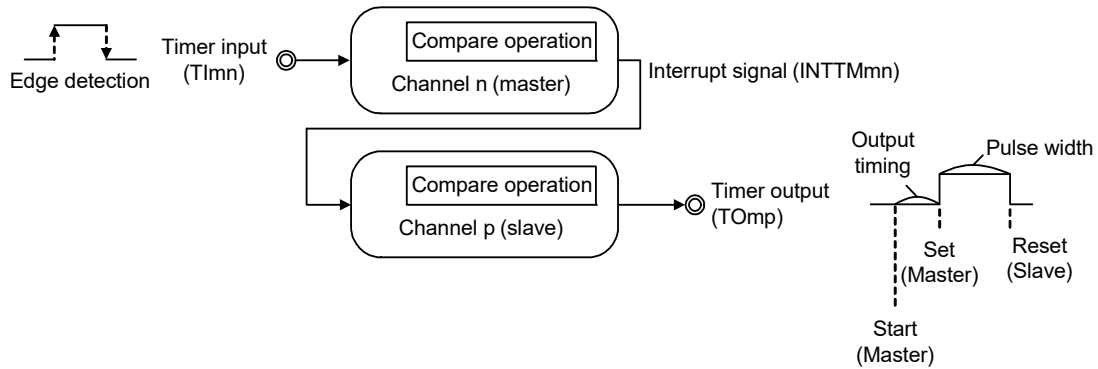 Compare operation
Timer input
(TImn)
Edge detection
Channel n (master)
Interrupt signal (INTTMmn)
Compare operation
Channel p (slave)
Timer output
(TOmp)
Output
timing
Pulse width
Set
(Master)
Reset
(Slave)
Start
(Master)